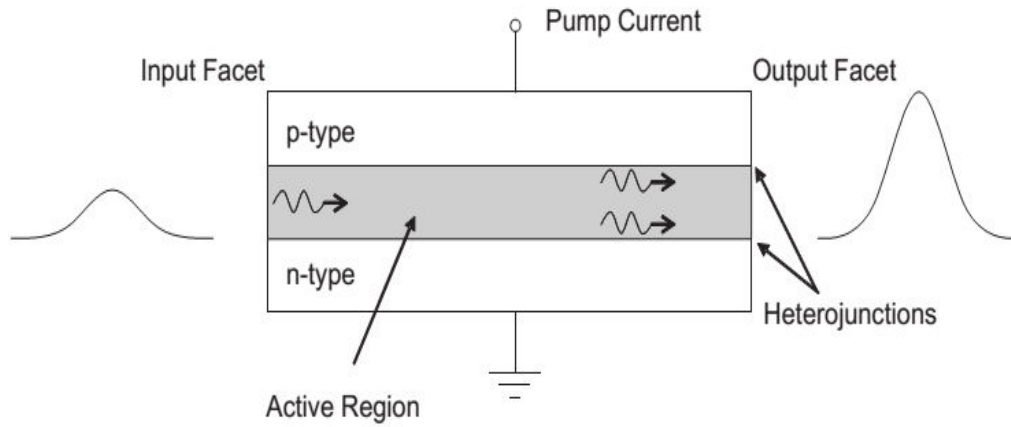 Pump Current
Input Facet
Output Facet
p-type
n-type
Heterojunctions
Active Region